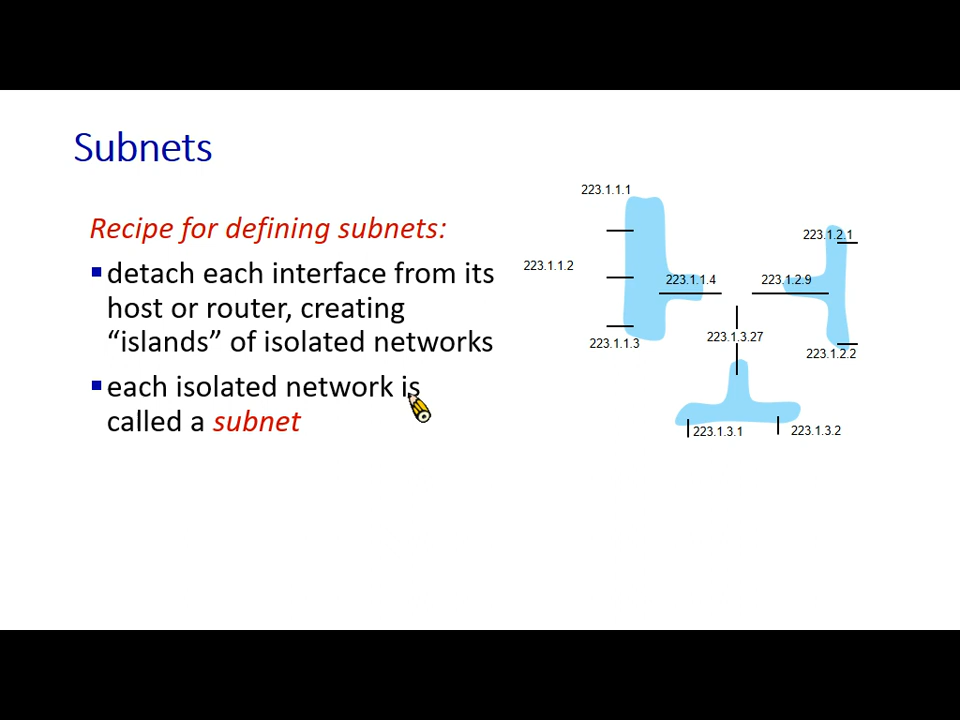 Subnets
Recipe for defining subnets:
detach each interface from its
host or router, creating
“islands” of isolated networks
each isolated network is
called a subnet
223.1.1.1
223.1.1.2
223.1.1.3
223.1.1.4
223.1.2.9
223.1.2.1
223.1.2.2
223.1.3.27
223.1.3.1
223.1.3.2